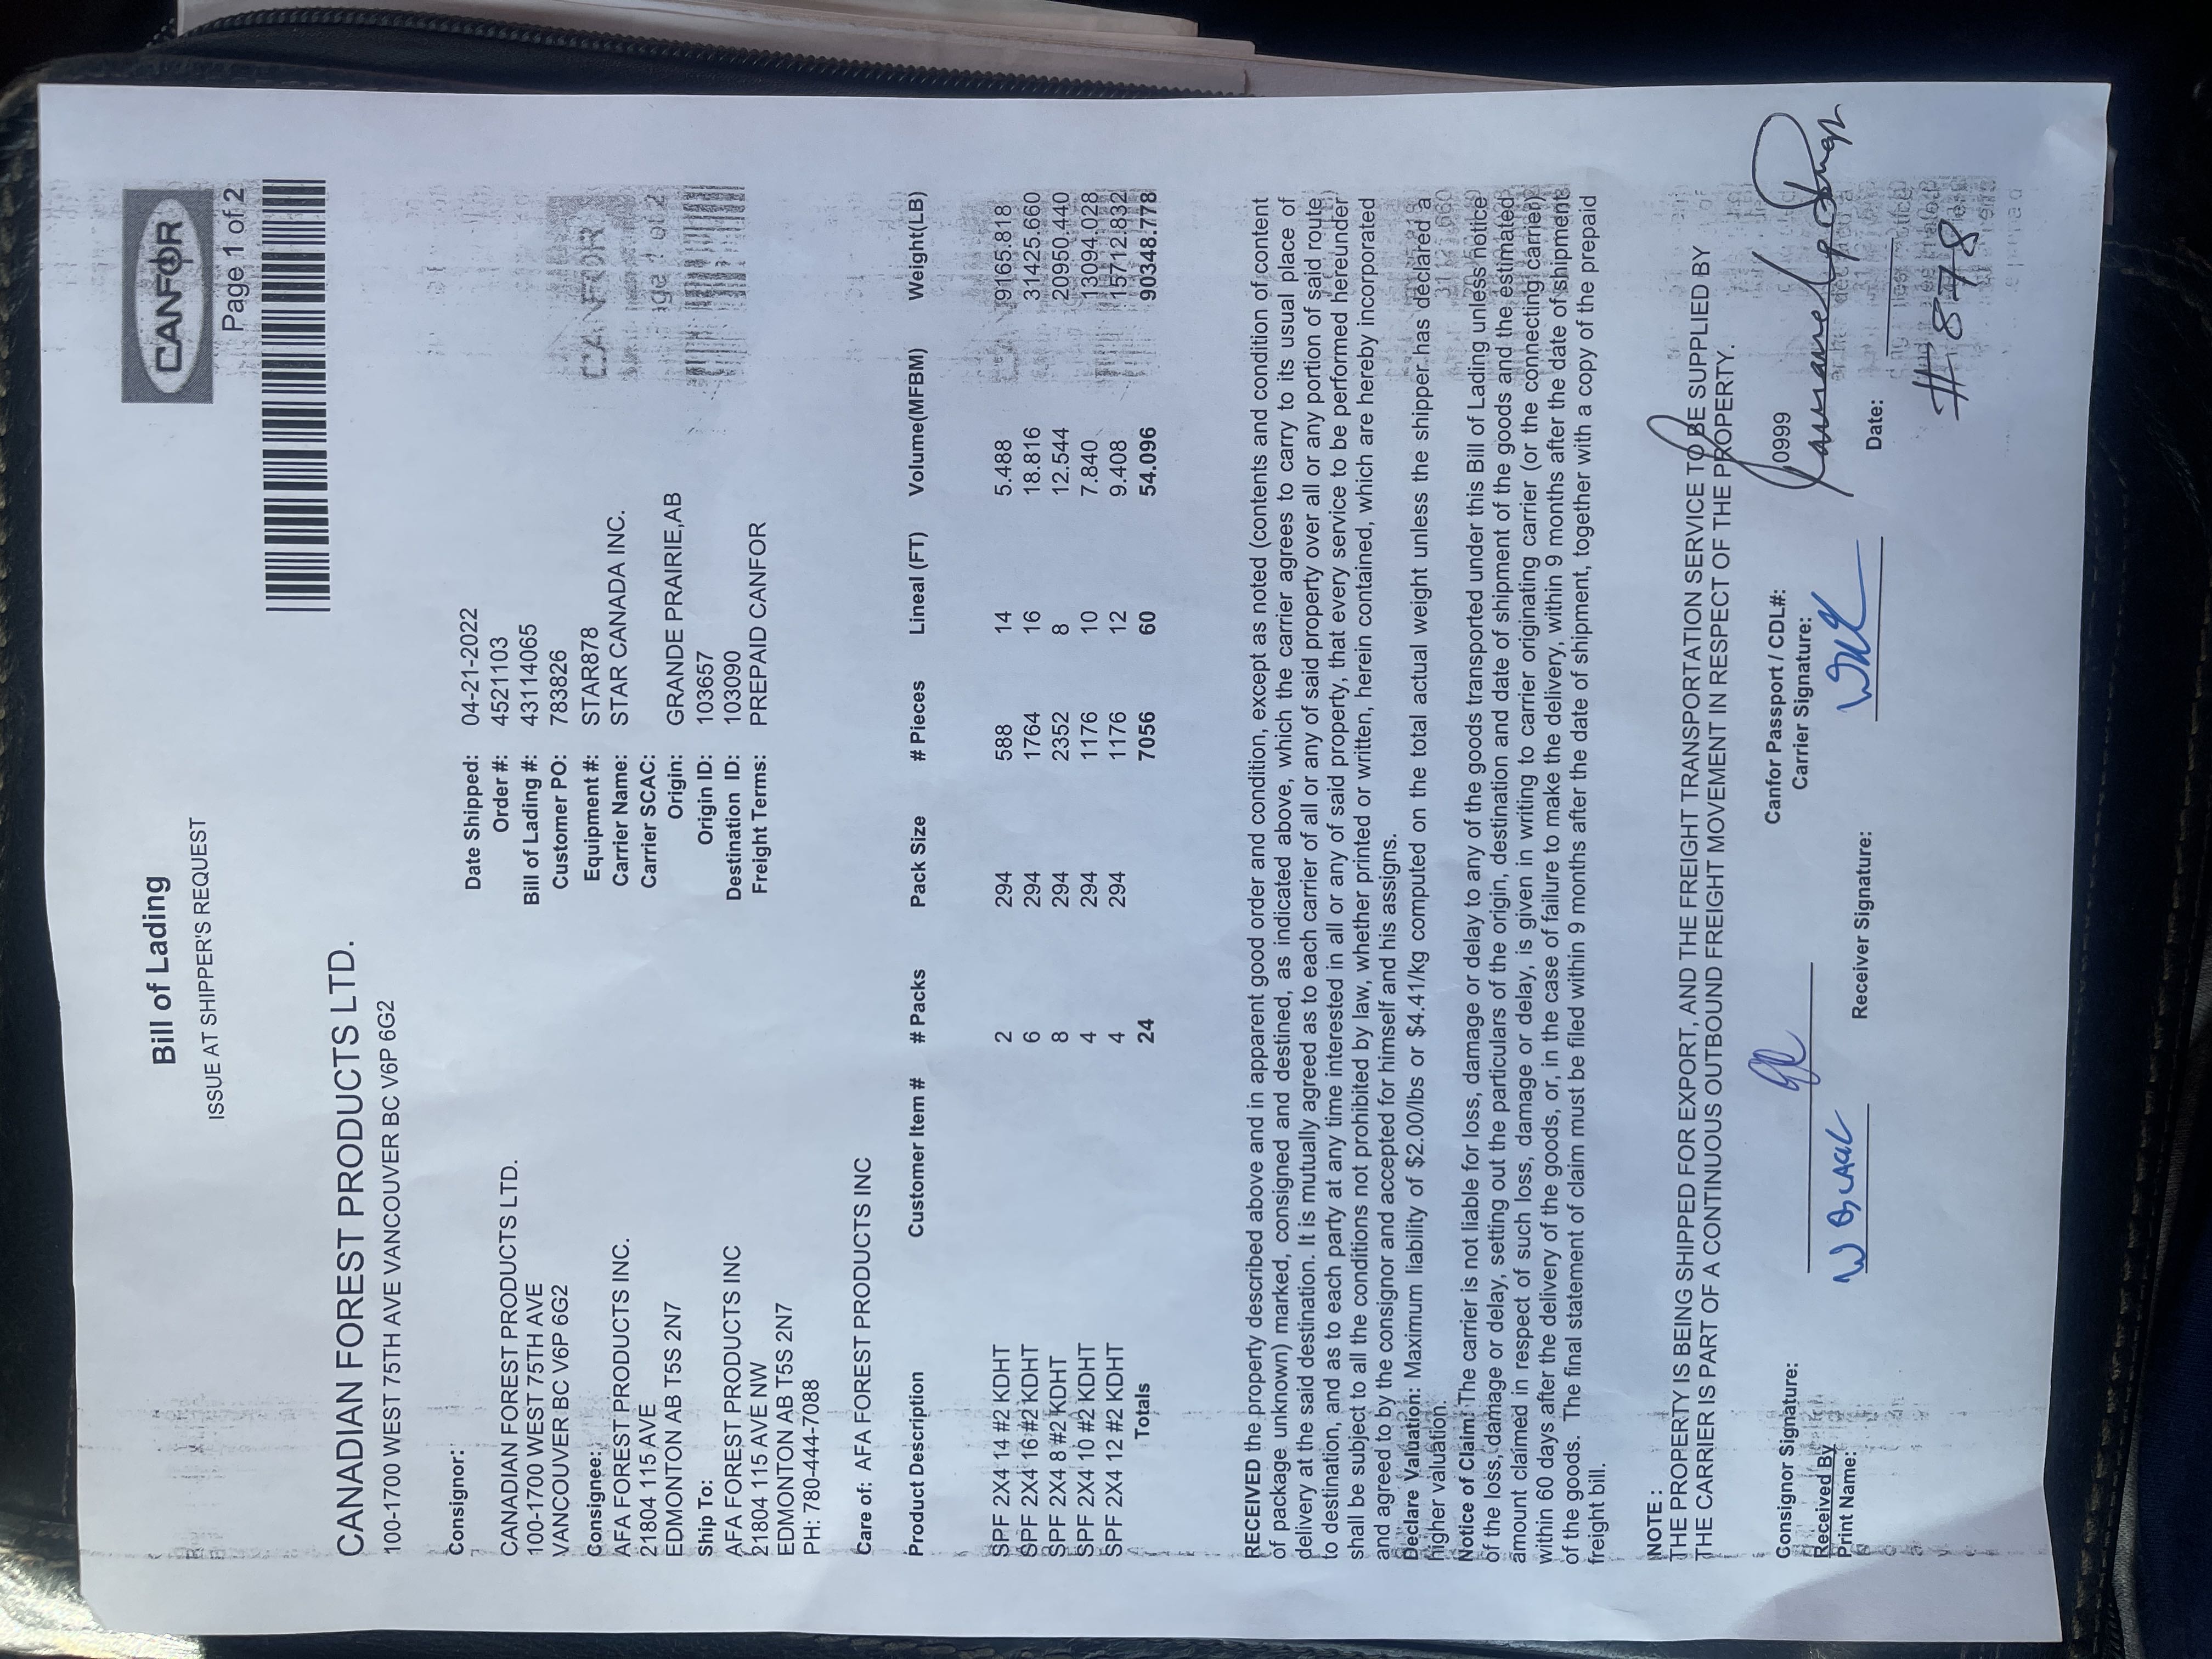 Bill of Lading
ISSUE AT SHIPPER'S REQUEST
CANFOR
Page 1 of 2
CANADIAN FOREST PRODUCTS LTD.
100-1700 WEST 75TH AVE VANCOUVER BC V6P 6G2
Consignor:
CANADIAN FOREST PRODUCTS LTD.
100-1700 WEST 75TH AVE
VANCOUVER BC V6P 6G2
Consignee:
AFA FOREST PRODUCTS INC.
21804 115 AVE
EDMONTON AB T5S 2N7
Ship To:
AFA FOREST PRODUCTS INC
21804 115 AVE NW
EDMONTON AB T5S 2N7
PH: 780-444-7088
Care of: AFA FOREST PRODUCTS INC
Date Shipped: 04-21-2022
Order #: 4521103
Bill of Lading #: 43114065
Customer PO: 783826
Equipment #: STAR878
Carrier Name: STAR CANADA INC.
Carrier SCAC:
Origin: GRANDE PRAIRIE,AB
Origin ID: 103657
Destination ID: 103090
Freight Terms: PREPAID CANFOR
CANFOR
age 1 of 2
Product Description Customer Item # # Packs Pack Size # Pieces Lineal (FT) Volume(MFBM) Weight(LB)
SPF 2X4 14 #2 KDHT 2 294 588 14 5.488 9165.818
SPF 2X4 16 #2 KDHT 6 294 1764 16 18.816 31425.660
SPF 2X4 8 #2 KDHT 8 294 2352 8 12.544 20950.440
SPF 2X4 10 #2 KDHT 4 294 1176 10 7.840 13094.028
SPF 2X4 12 #2 KDHT 4 294 1176 12 9.408 15712.832
Totals 24 7056 60 54.096 90348.778
RECEIVED the property described above and in apparent good order and condition, except as noted (contents and condition of content
of package unknown) marked, consigned and destined, as indicated above, which the carrier agrees to carry to its usual place of
delivery at the said destination. It is mutually agreed as to each carrier of all or any of said property over all or any portion of said route
to destination, and as to each party at any time interested in all or any of said property, that every service to be performed hereunder
shall be subject to all the conditions not prohibited by law, whether printed or written, herein contained, which are hereby incorporated
and agreed to by the consignor and accepted for himself and his assigns.
Declare Valuation: Maximum liability of $2.00/lbs or $4.41/kg computed on the total actual weight unless the shipper has declared a
higher valuation.
Notice of Claim: The carrier is not liable for loss, damage or delay to any of the goods transported under this Bill of Lading unless notice
of the loss, damage or delay, setting out the particulars of the origin, destination and date of shipment of the goods and the estimated
amount claimed in respect of such loss, damage or delay, is given in writing to carrier originating carrier (or the connecting carrier)
within 60 days after the delivery of the goods, or, in the case of failure to make the delivery, within 9 months after the date of shipment
of the goods. The final statement of claim must be filed within 9 months after the date of shipment, together with a copy of the prepaid
freight bill.
NOTE :
THE PROPERTY IS BEING SHIPPED FOR EXPORT, AND THE FREIGHT TRANSPORTATION SERVICE TO BE SUPPLIED BY
THE CARRIER IS PART OF A CONTINUOUS OUTBOUND FREIGHT MOVEMENT IN RESPECT OF THE PROPERTY.
Consignor Signature:
Canfor Passport / CDL#: 0999
Carrier Signature:
Received By
Print Name: W
Receiver Signature:
Date:
#878